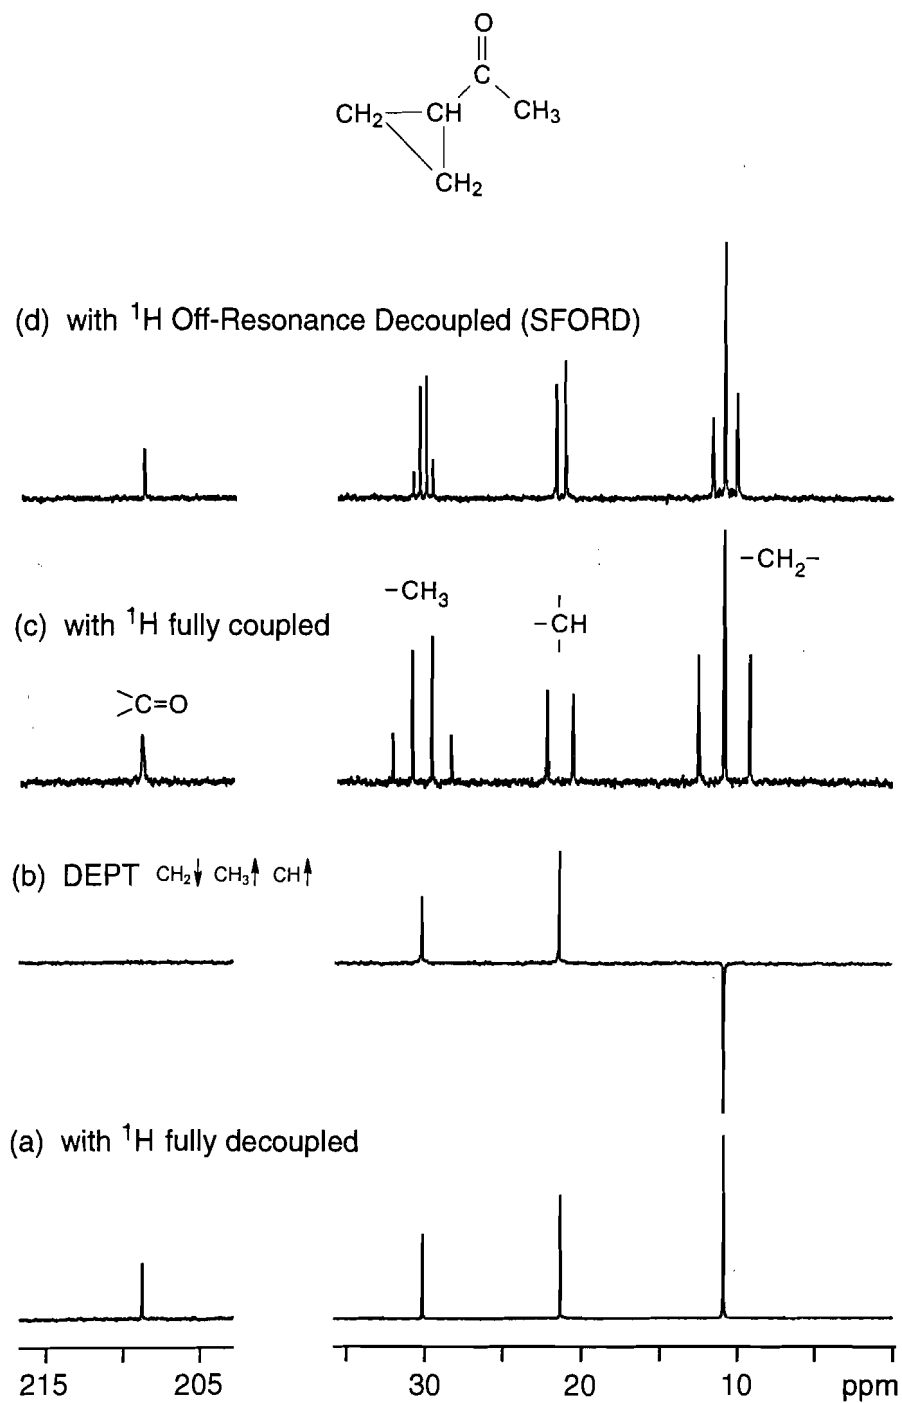 O
C
CH₂ CH CH₃
CH₂
(d) with ¹H Off-Resonance Decoupled (SFORD)
–CH₂–
–CH₃
–CH
(c) with ¹H fully coupled
C=O
(b) DEPT CH₂↓ CH₃↑ CH↑
(a) with ¹H fully decoupled
215 205 30 20 10 ppm